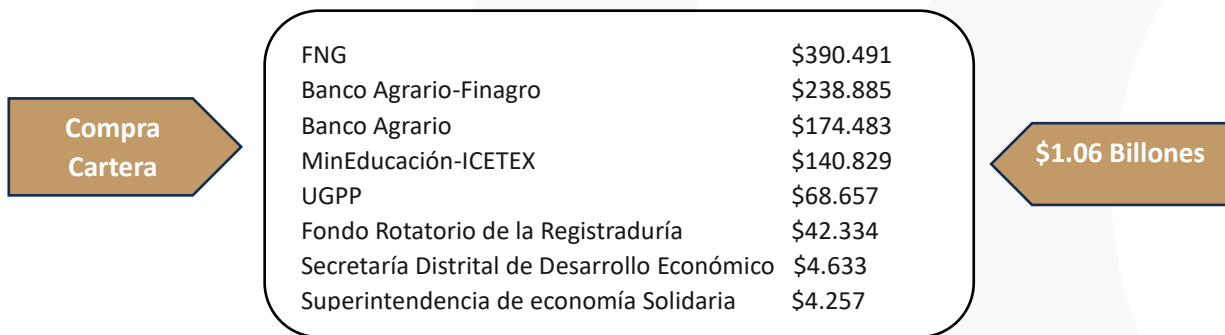 Compra
Cartera
FNG $390.491
Banco Agrario-Finagro $238.885
Banco Agrario $174.483
MinEducación-ICETEX $140.829
UGPP $68.657
Fondo Rotatorio de la Registraduría $42.334
Secretaría Distrital de Desarrollo Económico $4.633
Superintendencia de economía Solidaria $4.257
$1.06 Billones